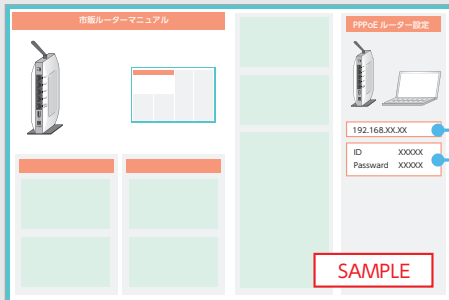 市販ルーターマニュアル
PPPoE ルーター設定
192.168.XX.XX
ID XXXXX
Passward XXXXX
SAMPLE